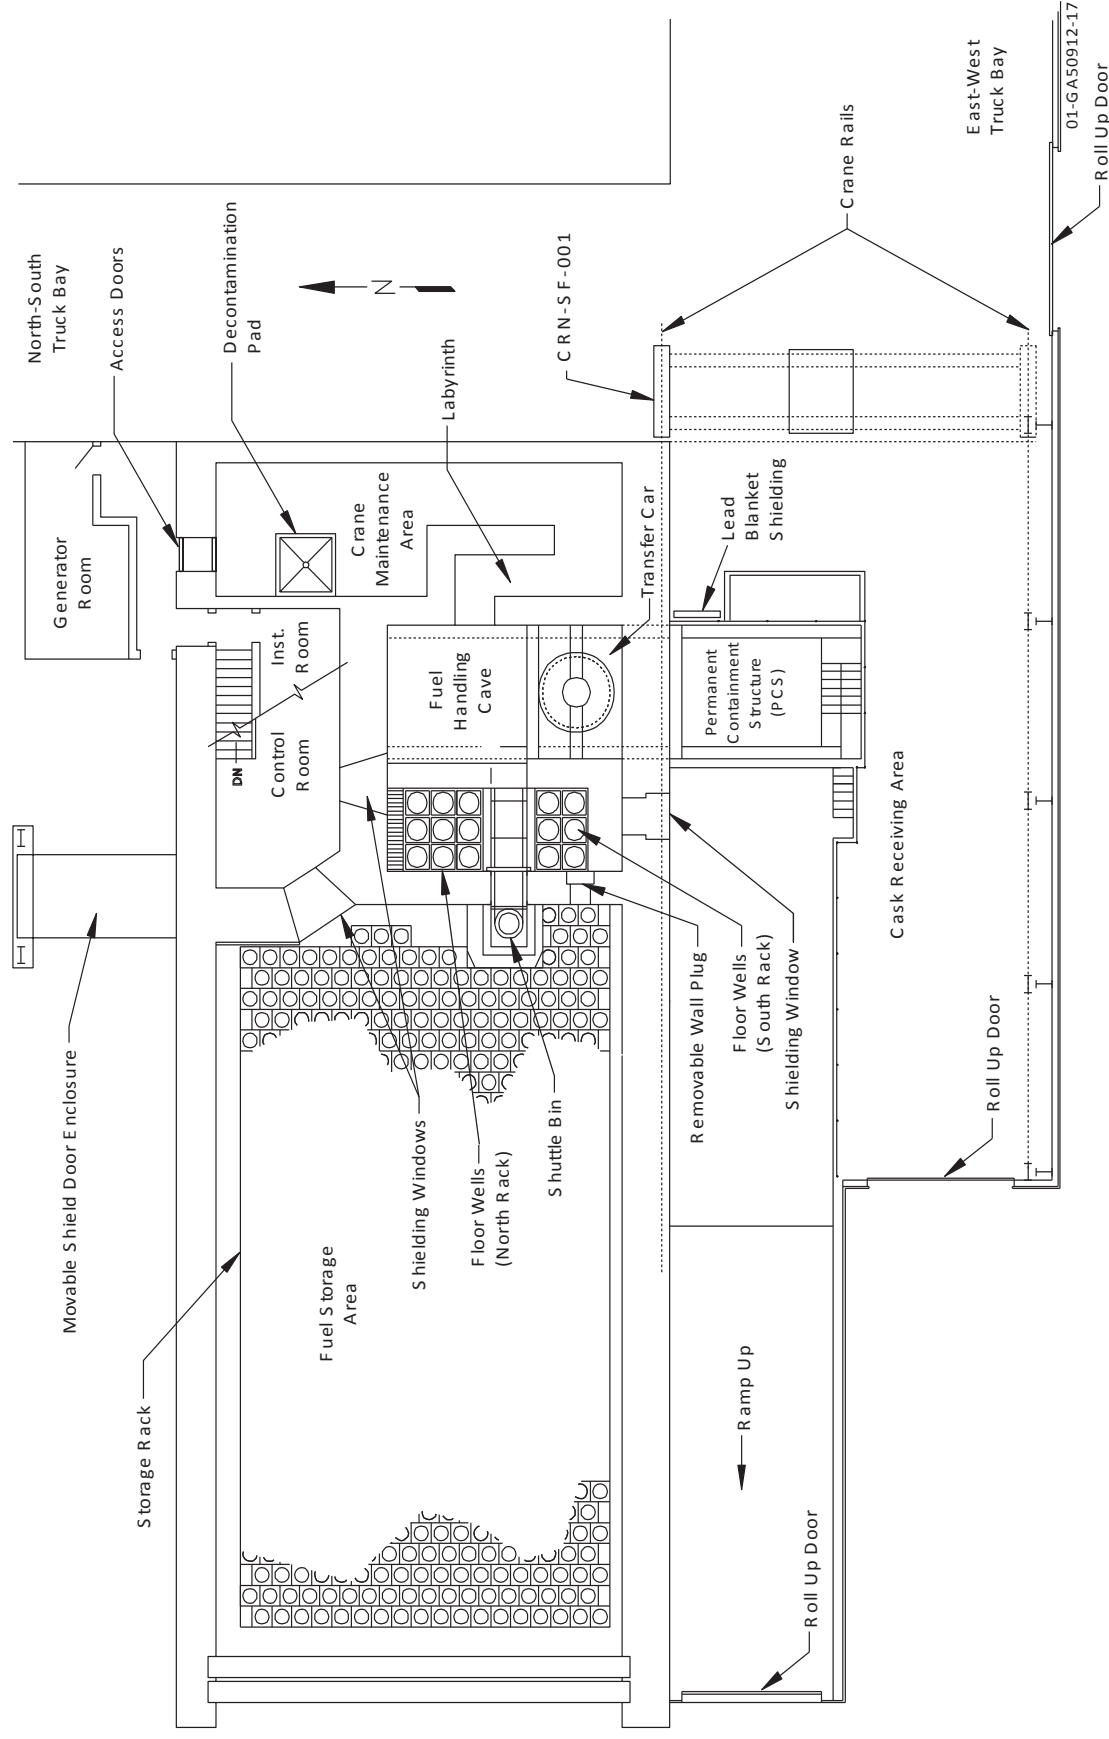 Movable Shield Door Enclosure
Storage Rack
Fuel Storage
Area
Shielding Windows
Floor Wells
(North Rack)
Shuttle Bin
Ramp Up
Roll Up Door
Roll Up Door
Removable Wall Plug
Floor Wells
(South Rack)
Shielding Window
Cask Receiving Area
DN
Control
Room
Inst.
Room
Generator
Room
Fuel
Handling
Cave
Permanent
Containment
Structure
(PCS)
Transfer Car
Lead
Blanket
Shielding
Crane
Maintenance
Area
Labyrinth
CRN-SF-001
North-South
Truck Bay
Access Doors
Decontamination
Pad
N
Crane Rails
East-West
Truck Bay
01-GA50912-17
Roll Up Door